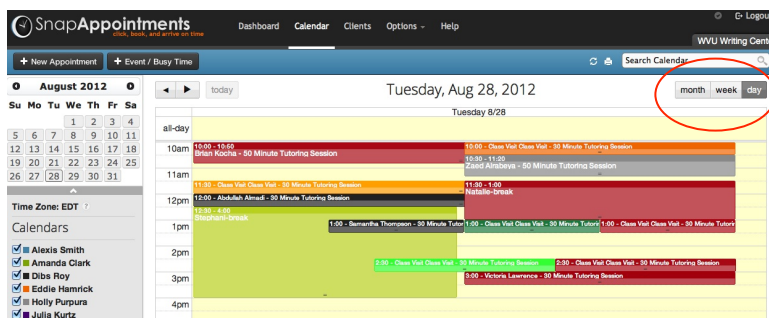 SnapAppointments
click, book, and arrive on time
Dashboard Calendar Clients Options Help
Logou
WVU Writing Cente
+ New Appointment + Event / Busy Time
Search Calendar
August 2012
Su Mo Tu We Th Fr Sa
1 2 3 4
5 6 7 8 9 10 11
12 13 14 15 16 17 18
19 20 21 22 23 24 25
26 27 28 29 30 31
Time Zone: EDT ?
Calendars
Alexis Smith
Amanda Clark
Dibs Roy
Eddie Hamrick
Holly Purpura
Julia Kurtz
today
Tuesday, Aug 28, 2012
month week day
Tuesday 8/28
all-day
10am
10:00 - 10:50
Brian Kocha - 50 Minute Tutoring Session
10:00 - Class Visit Class Visit - 30 Minute Tutoring Session
10:30 - 11:20
Zaed Alrabeya - 50 Minute Tutoring Session
11am
11:30 - Class Visit Class Visit - 30 Minute Tutoring Session
11:30 - 1:00
Natalie-break
12pm
12:00 - Abdullah Almadi - 30 Minute Tutoring Session
12:30 - 4:00
Stephani-break
1pm
1:00 - Samantha Thompson - 30 Minute Tutor
1:00 - Class Visit Class Visit - 30 Minute Tutorin
1:00 - Class Visit Class Visit - 30 Minute Tutorin
2pm
2:30 - Class Visit Class Visit - 30 Minute Tutoring Session
2:30 - Class Visit Class Visit - 30 Minute Tutoring Session
3pm
3:00 - Victoria Lawrence - 30 Minute Tutoring Session
4pm